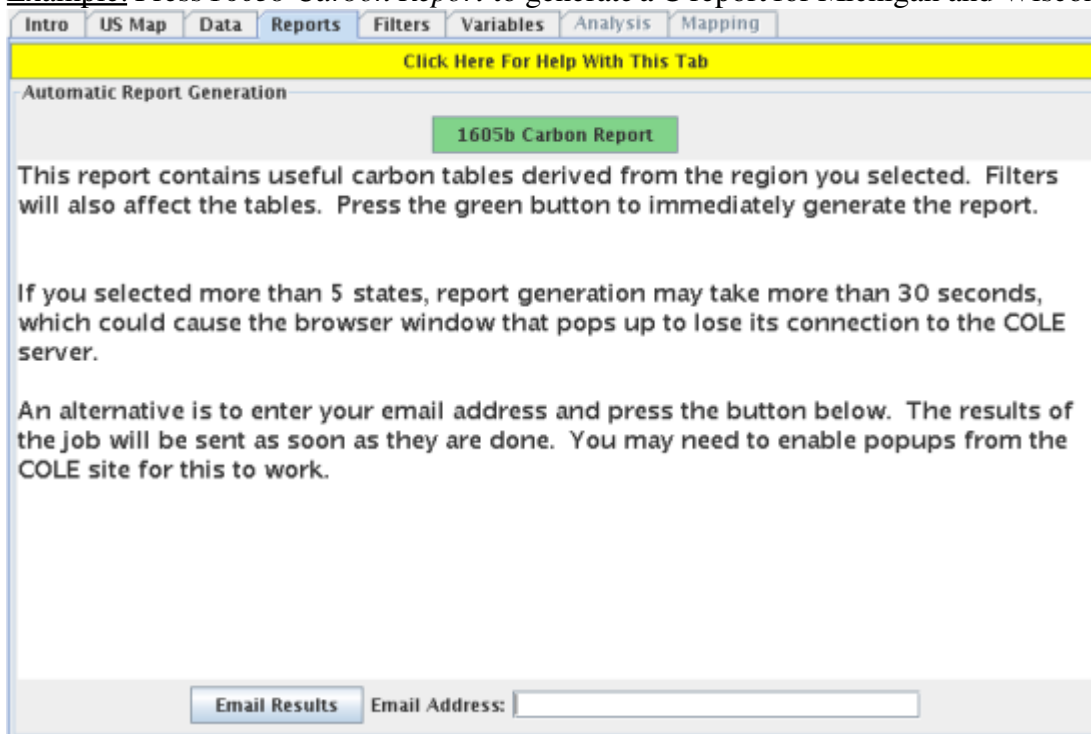 Example: Press 1605b Carbon Report to generate a C report for Michigan and
Intro US Map Data Reports Filters Variables Analysis Mapping
Click Here For Help With This Tab
Automatic Report Generation
1605b Carbon Report
This report contains useful carbon tables derived from the region you selected. Filters
will also affect the tables. Press the green button to immediately generate the report.
If you selected more than 5 states, report generation may take more than 30 seconds,
which could cause the browser window that pops up to lose its connection to the COLE
server.
An alternative is to enter your email address and press the button below. The results of
the job will be sent as soon as they are done. You may need to enable popups from the
COLE site for this to work.
Email Results Email Address: